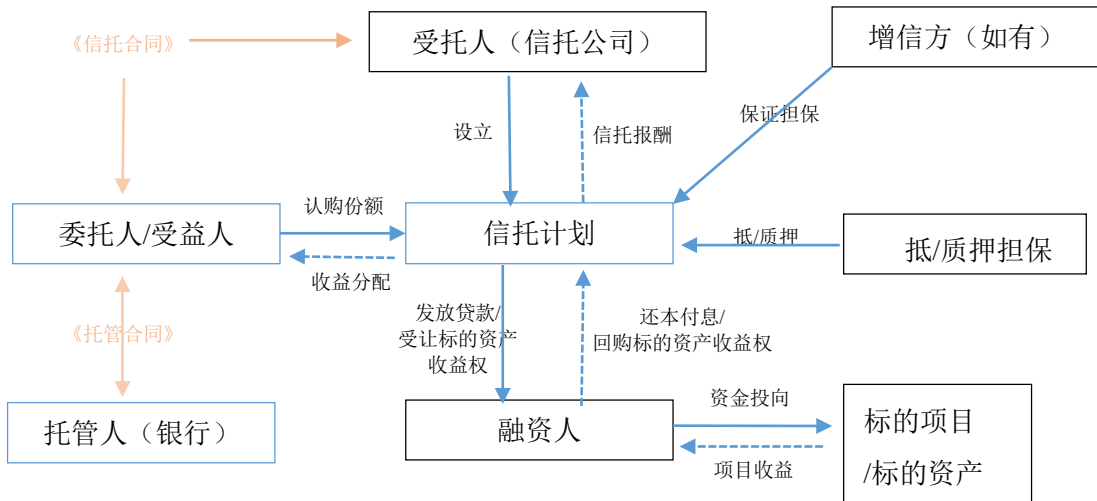 《信托合同》
受托人（信托公司）
增信方（如有）
设立
信托报酬
保证担保
委托人/受益人
认购份额
收益分配
信托计划
抵/质押
抵/质押担保
《托管合同》
发放贷款/
受让标的资产
收益权
还本付息/
回购标的资产收益权
托管人（银行）
融资人
资金投向
项目收益
标的项目
/标的资产